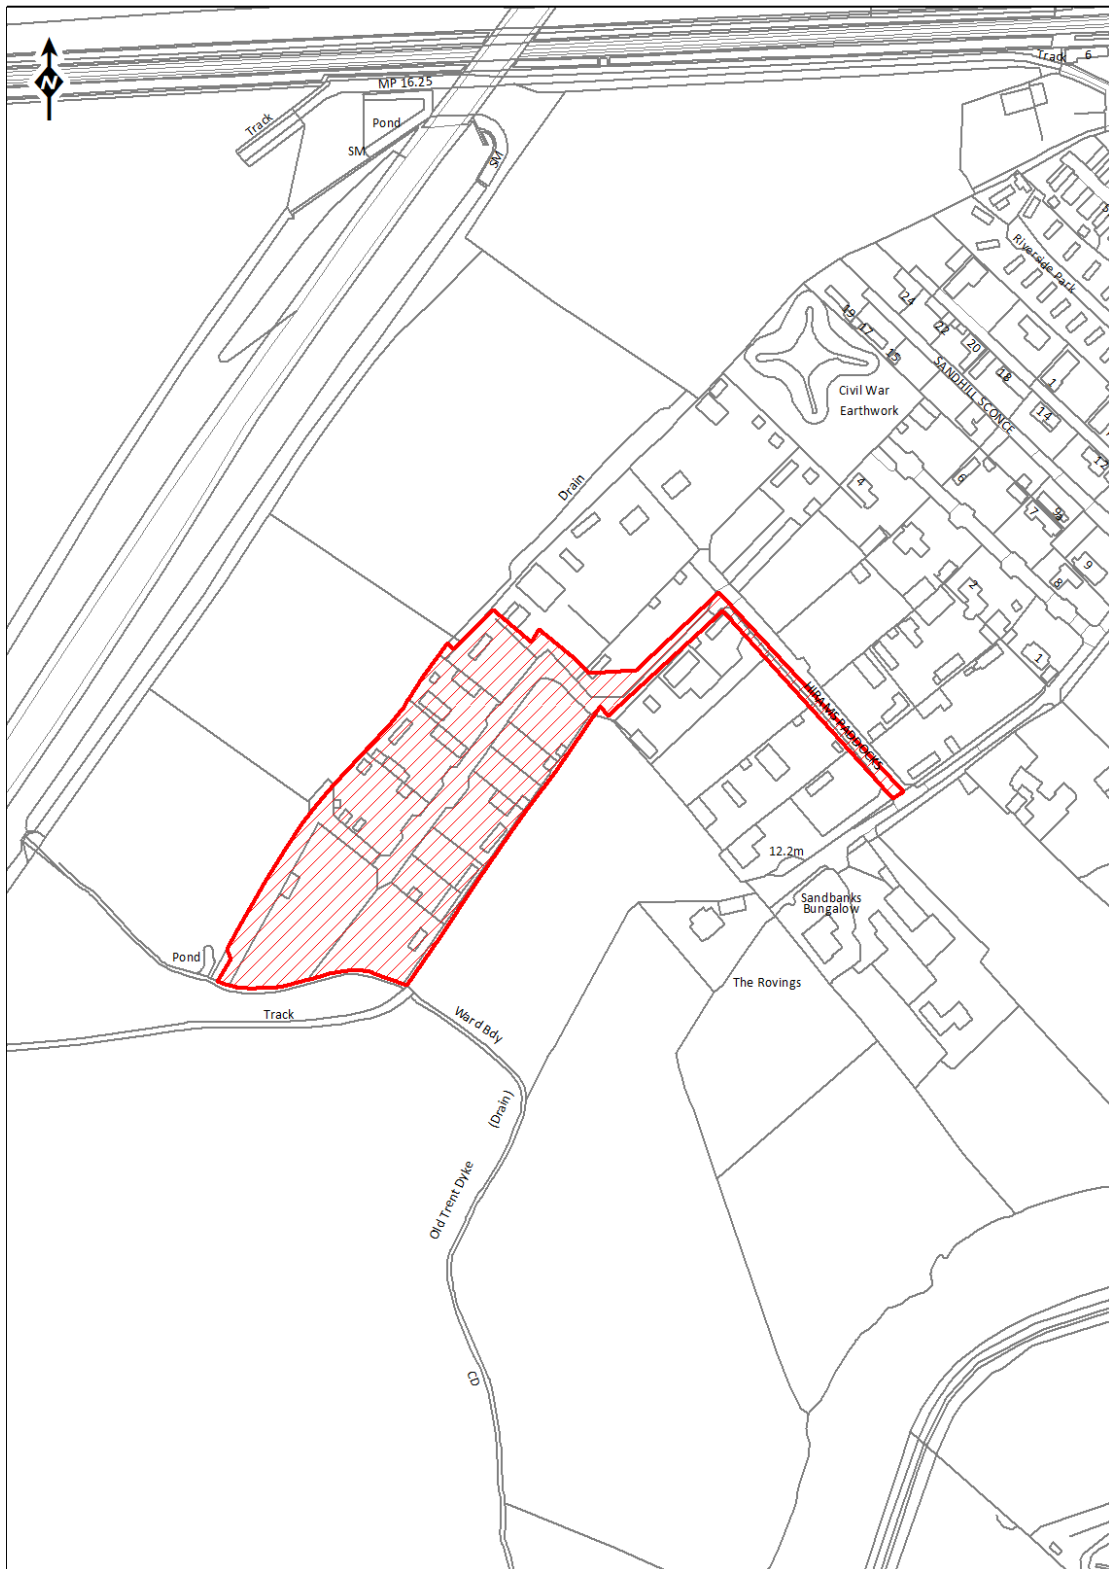 N
MP 16.25
Track 6
Track
Pond
SM
SM
Riverside Park
24
19
17
15
22
20
18
SANDHILL SCONCE
1
14
12
Civil War
Earthwork
Drain
4
6
7
9a
9
8
2
1
HIRAMS PADDOCKS
12.2m
Sandbanks
Bungalow
The Rovings
Pond
Track
Ward Bdy
(Drain)
Old Trent Dyke
CD